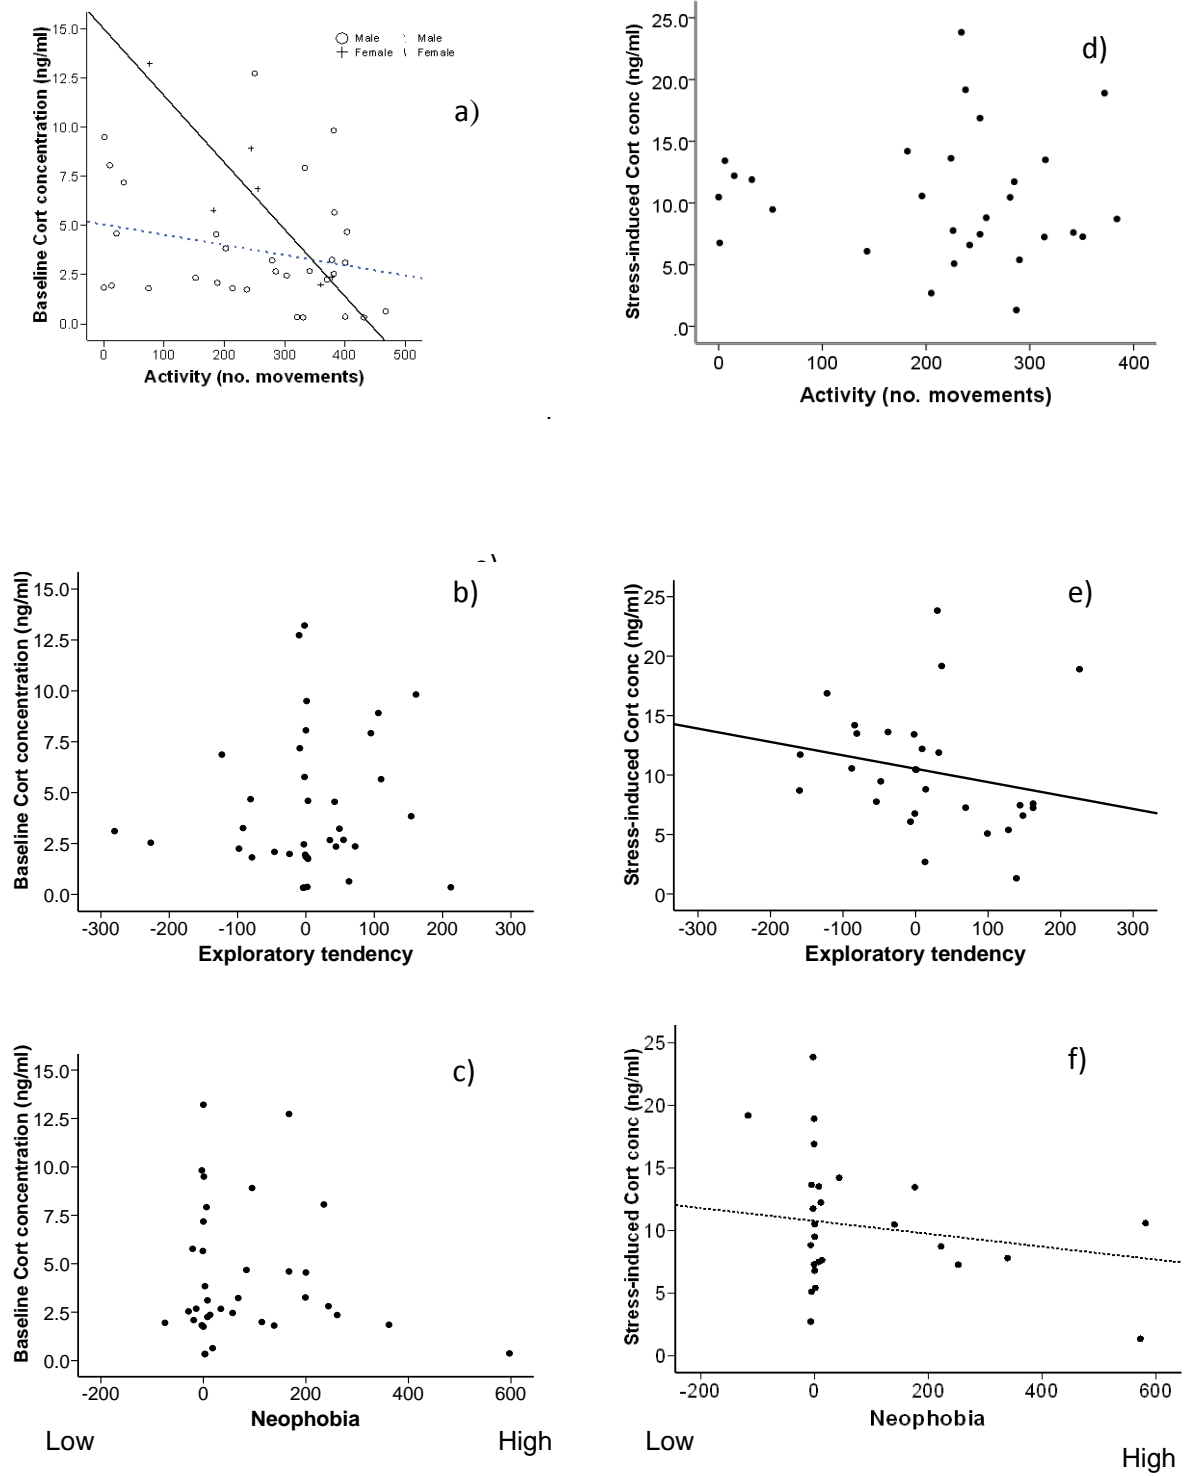 Baseline Cort concentration (ng/ml)
15.0
12.5
10.0
7.5
5.0
2.5
0.0
Male Male
Female Female
a)
0 100 200 300 400 500
Activity (no. movements)
Stress-induced Cort conc (ng/ml)
25.0
20.0
15.0
10.0
5.0
.0
d)
0 100 200 300 400
Activity (no. movements)
Baseline Cort concentration (ng/ml)
15.0
12.5
10.0
7.5
5.0
2.5
0.0
b)
-300 -200 -100 0 100 200 300
Exploratory tendency
Stress-induced Cort conc (ng/ml)
25
20
15
10
5
0
e)
-300 -200 -100 0 100 200 300
Exploratory tendency
Baseline Cort concentration (ng/ml)
15.0
12.5
10.0
7.5
5.0
2.5
0.0
c)
-200 0 200 400 600
Neophobia
Low High
Stress-induced Cort conc (ng/ml)
25
20
15
10
5
0
f)
-200 0 200 400 600
Neophobia
Low High